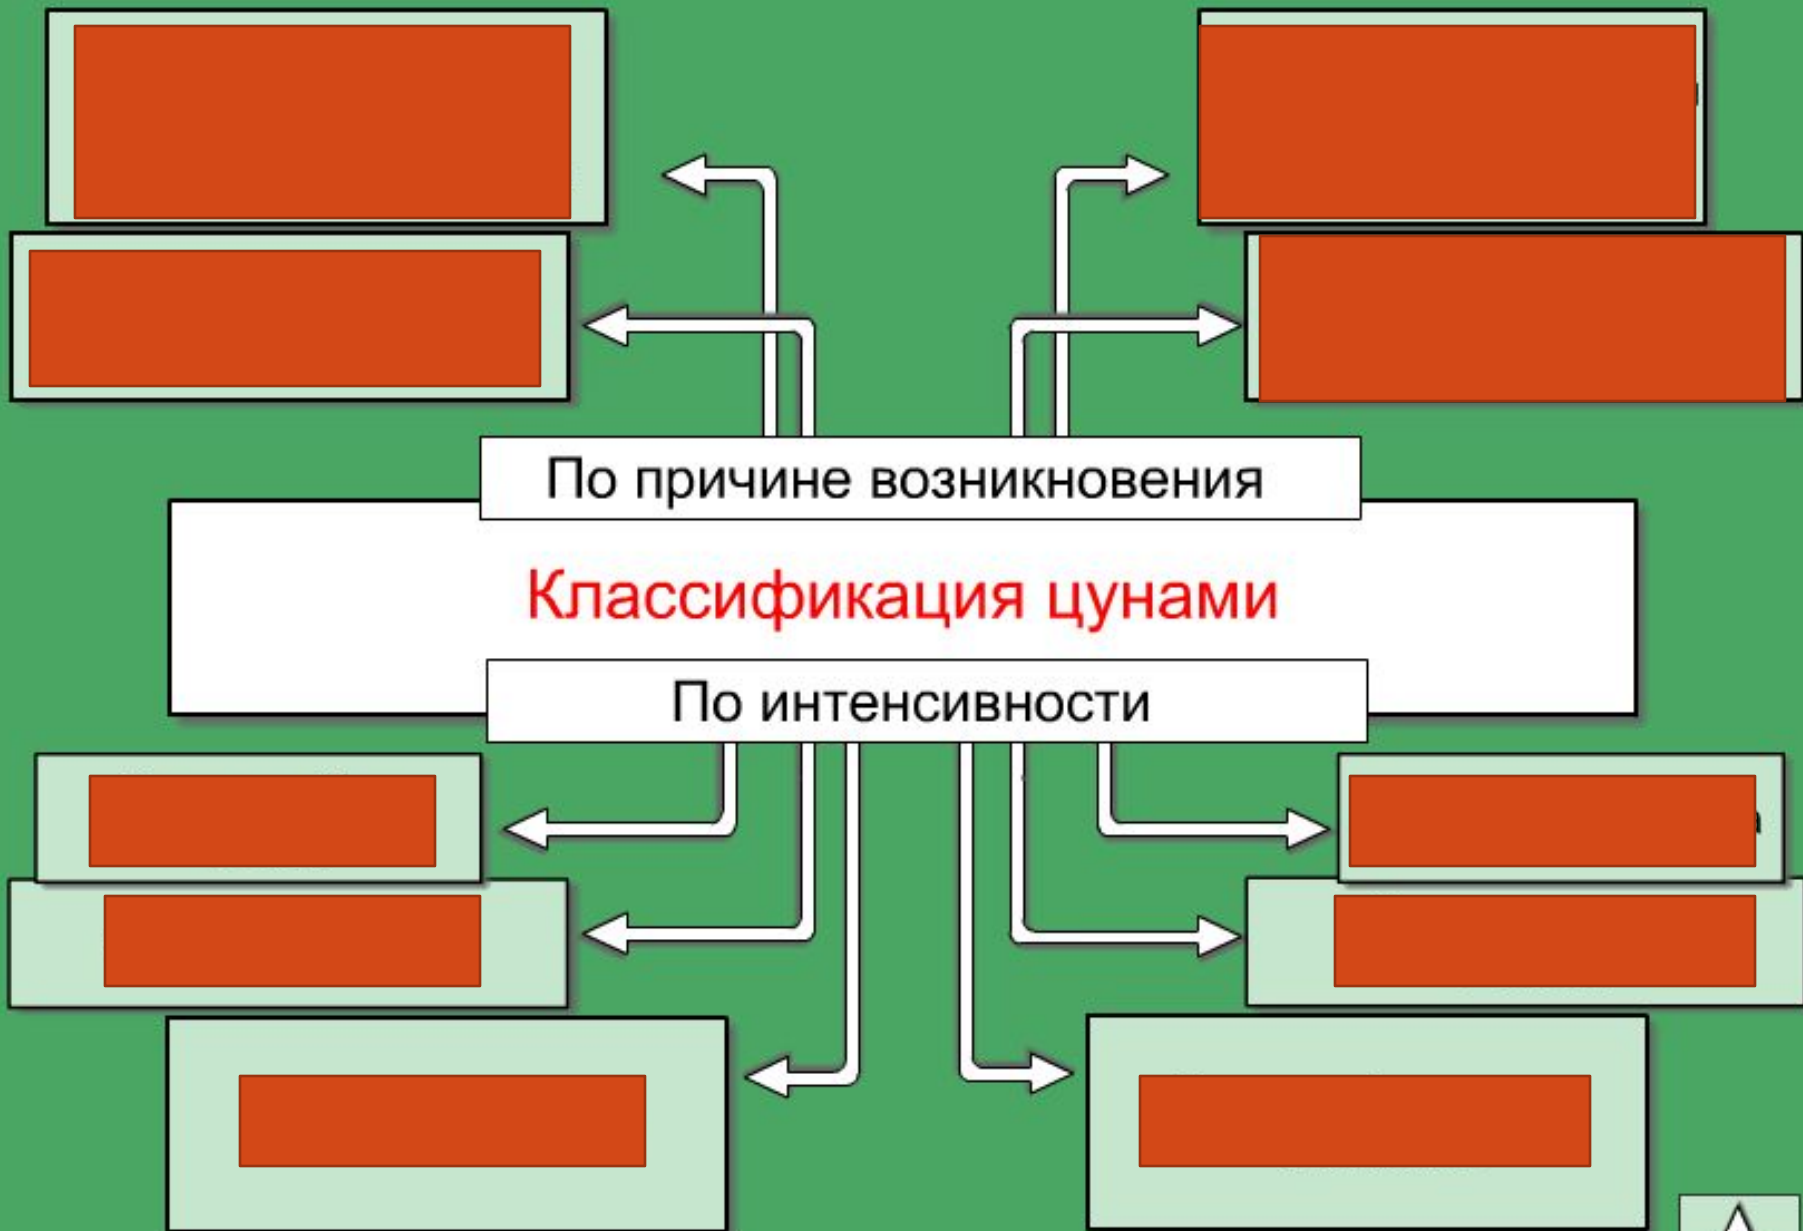 По причине возникновения
Классификация цунами
По интенсивности